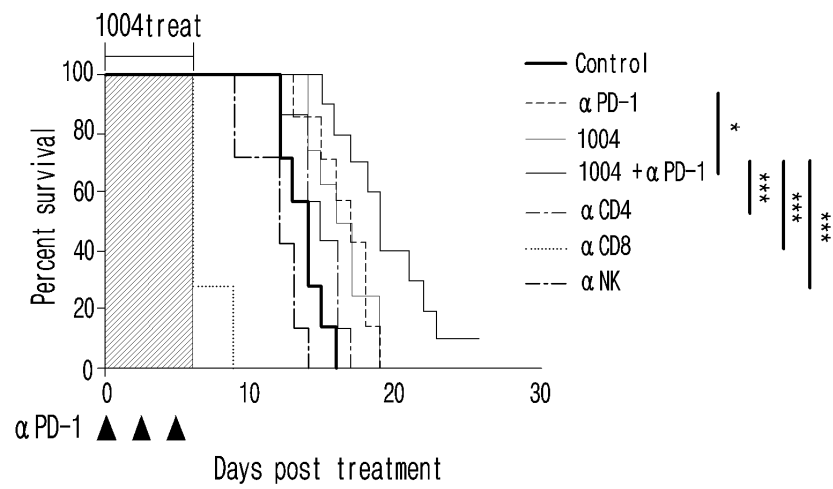 1004treat
100
80
60
40
20
0
Percent survival
0 10 20 30
αPD-1
Days post treatment
Control
αPD-1
1004
1004 +αPD-1
αCD4
αCD8
αNK
*
***
***
***